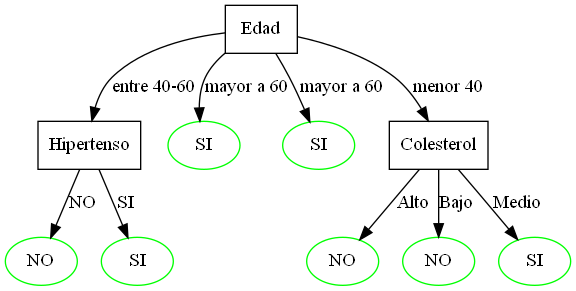 Edad
entre 40-60 mayor a 60 mayor a 60 menor 40
Hipertenso SI SI Colesterol
NO SI Alto Bajo Medio
NO SI NO NO SI